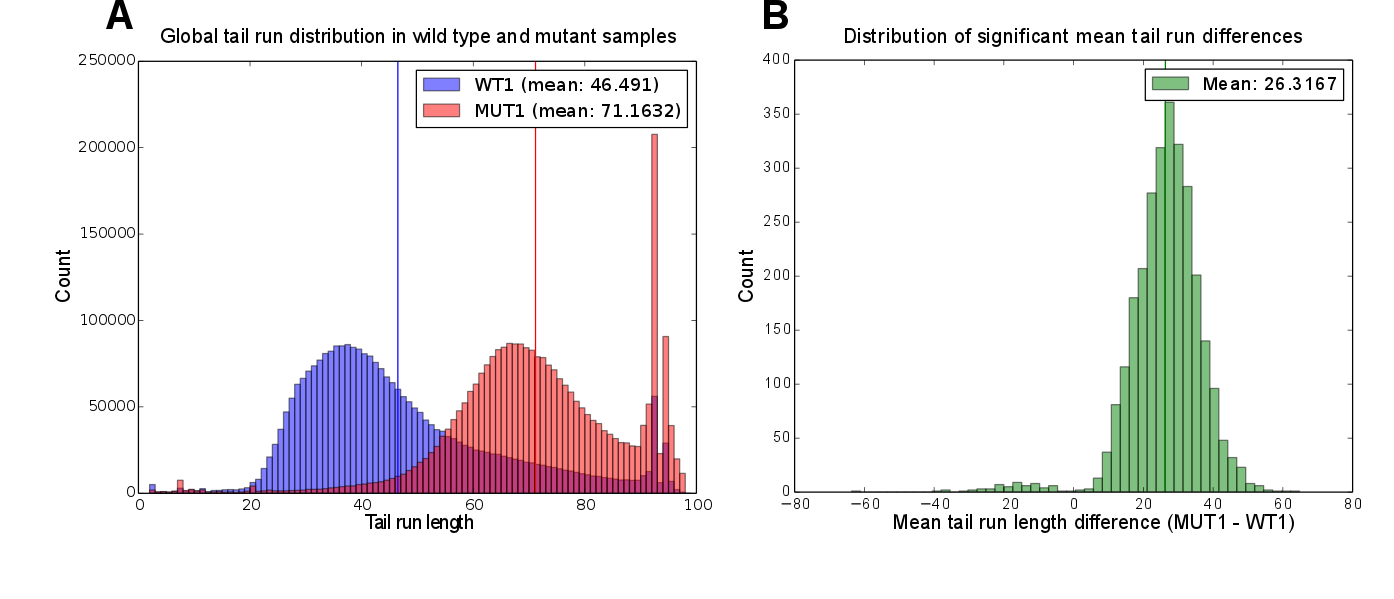 A
Global tail run distribution in wild type and mutant samples
250000
200000
150000
100000
50000
0
Count
WT1 (mean: 46.491)
MUT1 (mean: 71.1632)
0 20 40 60 80 100
Tail run length
B
Distribution of significant mean tail run differences
400
350
300
250
200
150
100
50
0
Count
Mean: 26.3167
−80 −60 −40 −20 0 20 40 60 80
Mean tail run length difference (MUT1 - WT1)